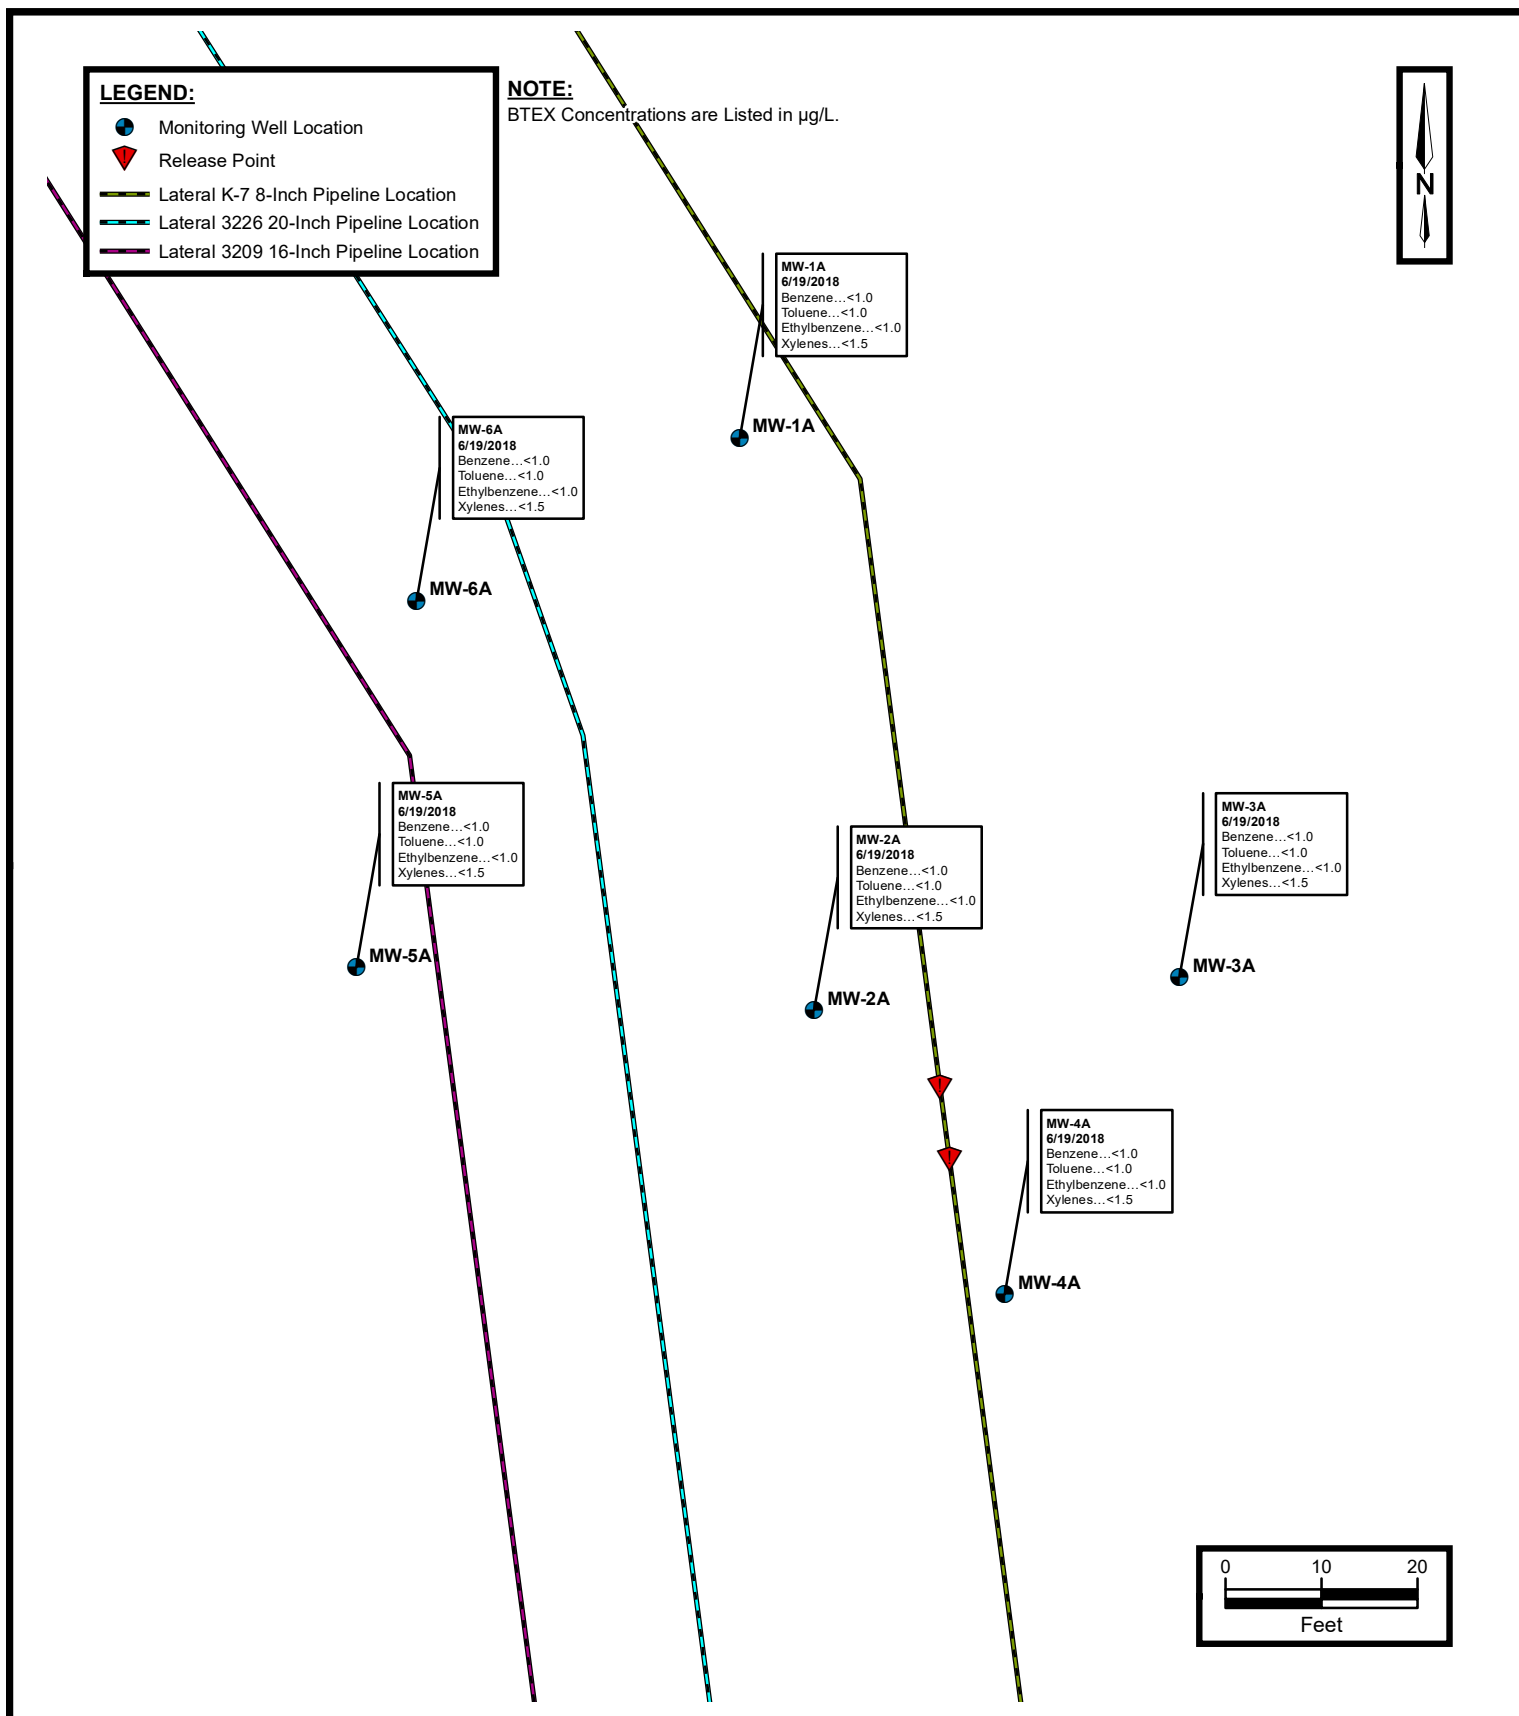 LEGEND:
Monitoring Well Location
Release Point
Lateral K-7 8-Inch Pipeline Location
Lateral 3226 20-Inch Pipeline Location
Lateral 3209 16-Inch Pipeline Location
NOTE:
BTEX Concentrations are Listed in µg/L.
N
MW-1A
6/19/2018
Benzene...<1.0
Toluene...<1.0
Ethylbenzene...<1.0
Xylenes...<1.5
MW-1A
MW-6A
6/19/2018
Benzene...<1.0
Toluene...<1.0
Ethylbenzene...<1.0
Xylenes...<1.5
MW-6A
MW-5A
6/19/2018
Benzene...<1.0
Toluene...<1.0
Ethylbenzene...<1.0
Xylenes...<1.5
MW-5A
MW-2A
6/19/2018
Benzene...<1.0
Toluene...<1.0
Ethylbenzene...<1.0
Xylenes...<1.5
MW-2A
MW-3A
6/19/2018
Benzene...<1.0
Toluene...<1.0
Ethylbenzene...<1.0
Xylenes...<1.5
MW-3A
MW-4A
6/19/2018
Benzene...<1.0
Toluene...<1.0
Ethylbenzene...<1.0
Xylenes...<1.5
MW-4A
0 10 20
Feet